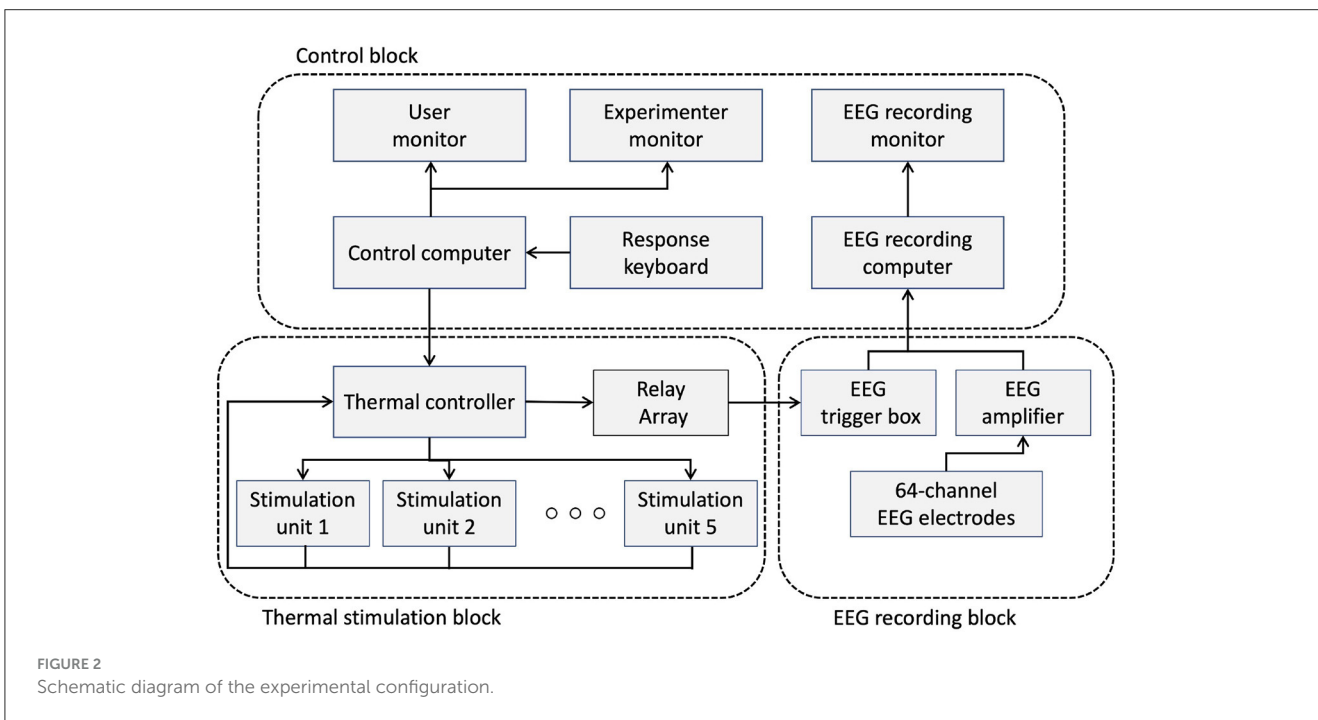 Control block
User
monitor
Experimenter
monitor
EEG recording
monitor
Control computer
Response
keyboard
EEG recording
computer
Thermal controller
Relay
Array
EEG
trigger box
EEG
amplifier
Stimulation
unit 1
Stimulation
unit 2
Stimulation
unit 5
64-channel
EEG electrodes
Thermal stimulation block
EEG recording block
FIGURE 2
Schematic diagram of the experimental configuration.